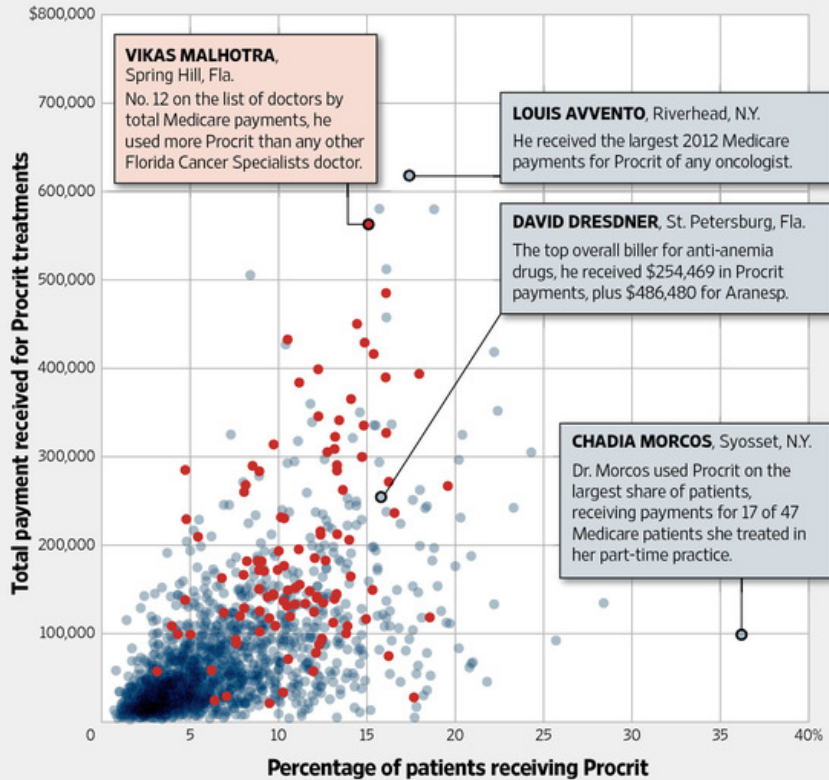 $800,000
700,000
600,000
500,000
400,000
300,000
200,000
100,000
Total payment received for Procrit treatments
VIKAS MALHOTRA,
Spring Hill, Fla.
No. 12 on the list of doctors by
total Medicare payments, he
used more Procrit than any other
Florida Cancer Specialists doctor.
LOUIS AVVENTO, Riverhead, N.Y.
He received the largest 2012 Medicare
payments for Procrit of any oncologist.
DAVID DRESDNER, St. Petersburg, Fla.
The top overall biller for anti-anemia
drugs, he received $254,469 in Procrit
payments, plus $486,480 for Aranesp.
CHADIA MORCOS, Syosset, N.Y.
Dr. Morcos used Procrit on the
largest share of patients,
receiving payments for 17 of 47
Medicare patients she treated in
her part-time practice.
0 5 10 15 20 25 30 35 40%
Percentage of patients receiving Procrit